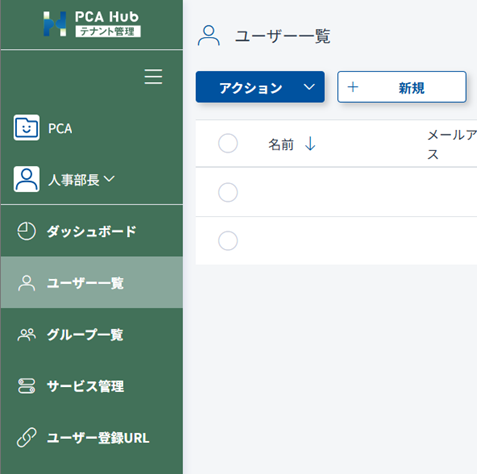 PCA Hub
テナント管理
PCA
人事部長
ダッシュボード
ユーザー一覧
グループ一覧
サービス管理
ユーザー登録URL
ユーザー一覧
アクション
新規
名前
メールア
ス